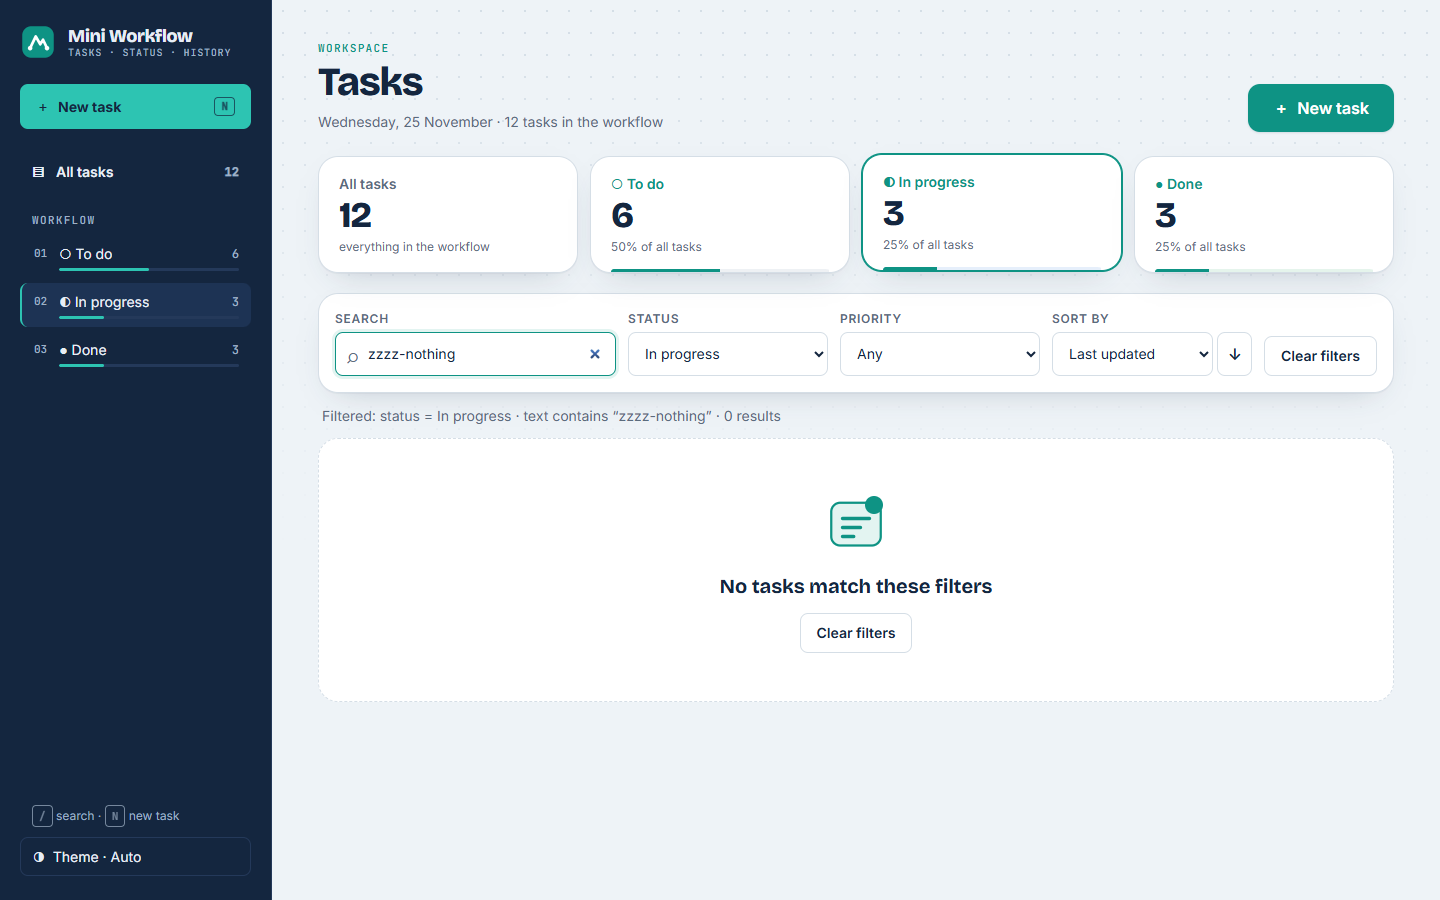 Mini Workflow
TASKS · STATUS · HISTORY
+ New task N
All tasks 12
WORKFLOW
01 To do 6
02 In progress 3
03 Done 3
/ search · N new task
Theme · Auto
WORKSPACE
Tasks
Wednesday, 25 November · 12 tasks in the workflow
+ New task
All tasks
12
everything in the workflow
To do
6
50% of all tasks
In progress
3
25% of all tasks
Done
3
25% of all tasks
SEARCH
zzzz-nothing
STATUS
In progress
PRIORITY
Any
SORT BY
Last updated
Clear filters
Filtered: status = In progress · text contains “zzzz-nothing” · 0 results
No tasks match these filters
Clear filters